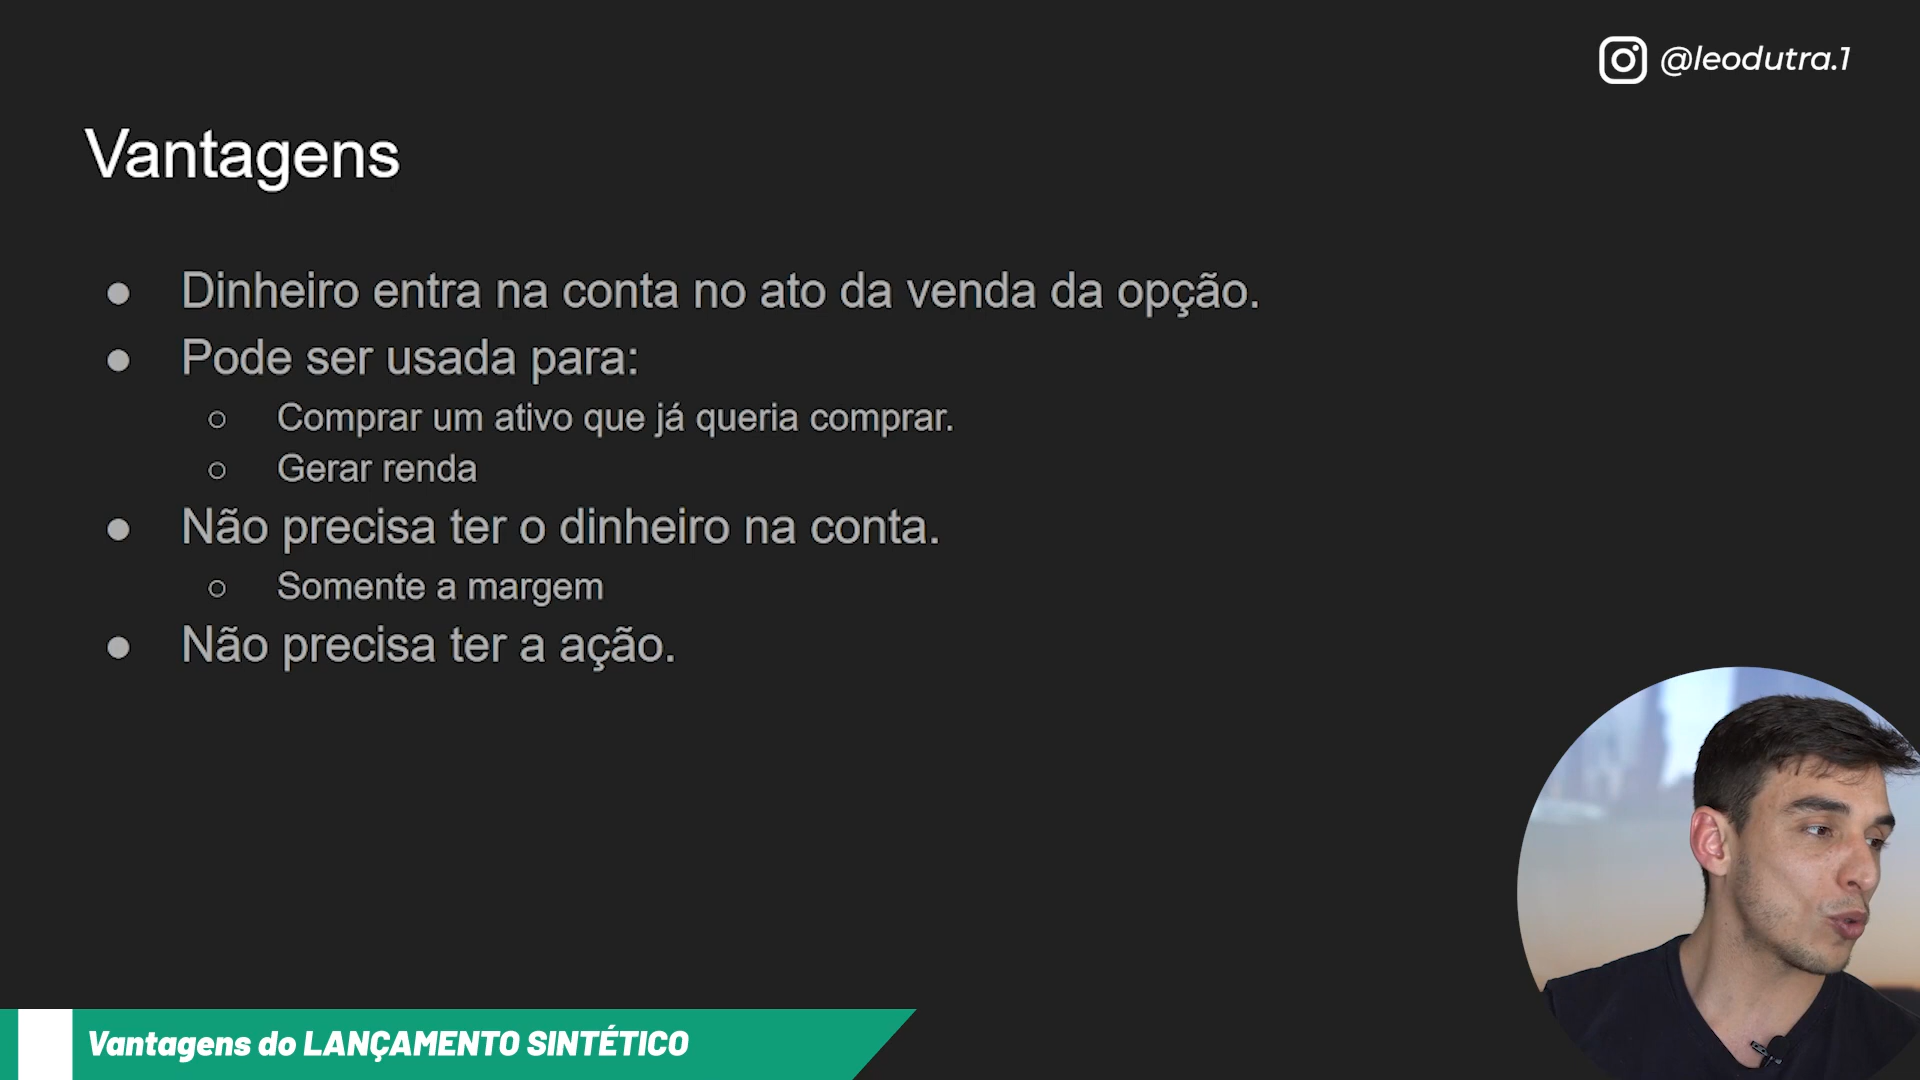 @leodutra.1
Vantagens
● Dinheiro entra na conta no ato da venda da opção.
● Pode ser usada para:
○ Comprar um ativo que já queria comprar.
○ Gerar renda
● Não precisa ter o dinheiro na conta.
○ Somente a margem
● Não precisa ter a ação.
Vantagens do LANÇAMENTO SINTÉTICO